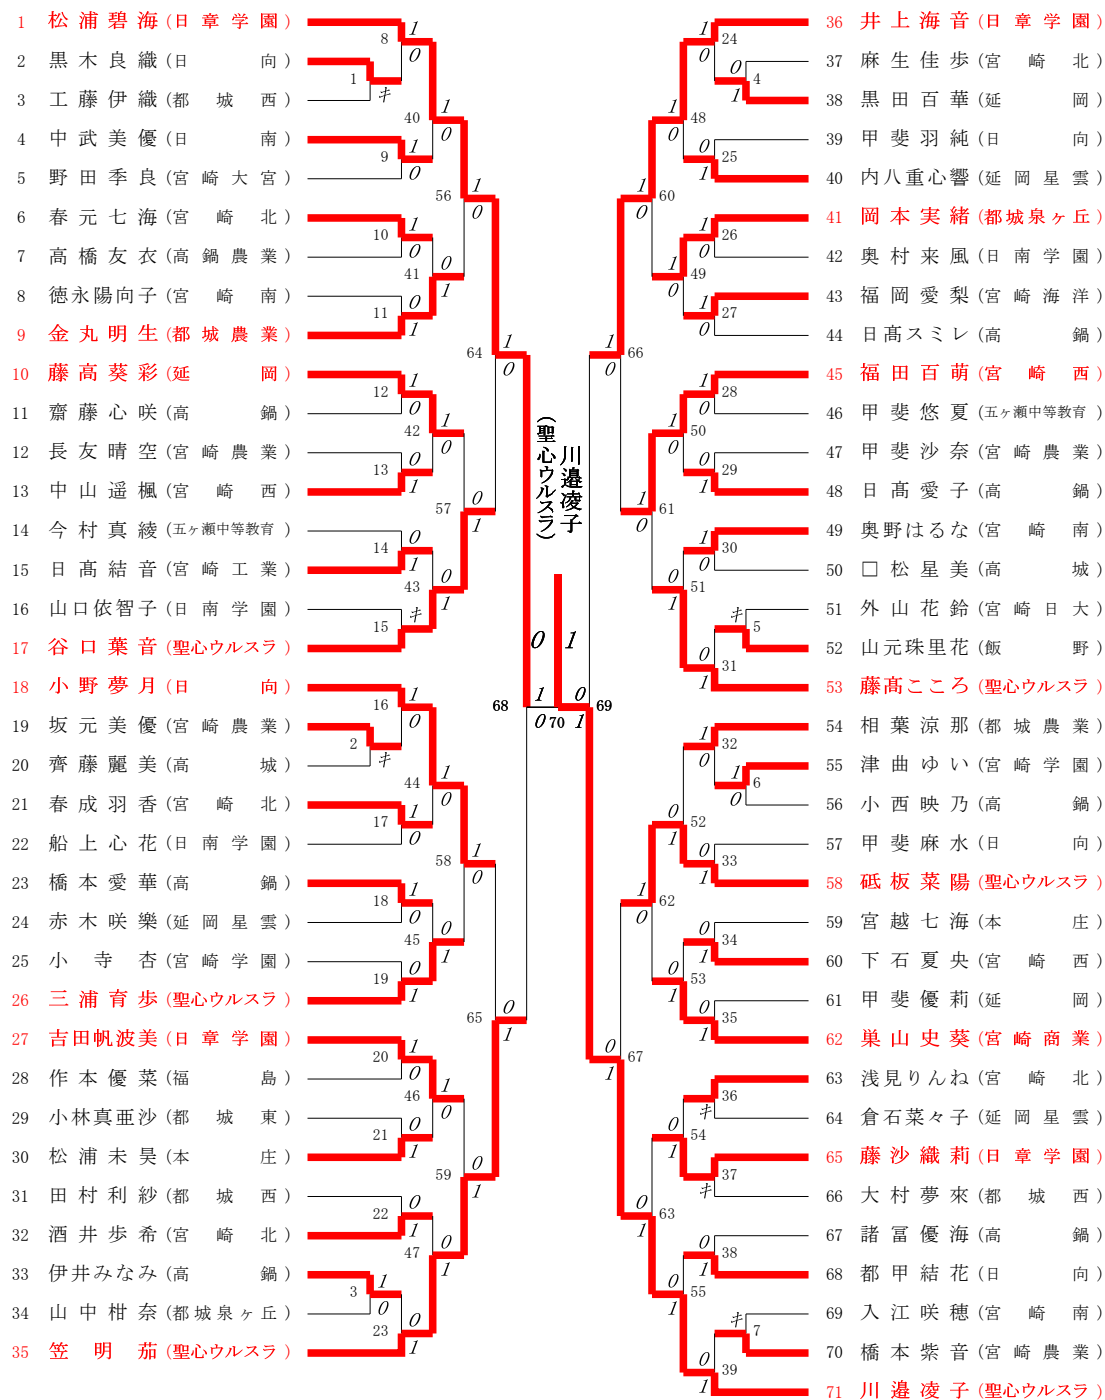 1 松浦碧海 (日章学園)
2 黒木良織 (日向)
3 工藤伊織 (都城西)
4 中武美優 (日南)
5 野田季良 (宮崎大宮)
6 春元七海 (宮崎北)
7 高橋友衣 (高鍋農業)
8 徳永陽向子 (宮崎南)
9 金丸明生 (都城農業)
10 藤高葵彩 (延岡)
11 齋藤心咲 (高鍋)
12 長友晴空 (宮崎農業)
13 中山遥楓 (宮崎西)
14 今村真綾 (五ヶ瀬中等教育)
15 日髙結音 (宮崎工業)
16 山口依智子 (日南学園)
17 谷口葉音 (聖心ウルスラ)
18 小野夢月 (日向)
19 坂元美優 (宮崎農業)
20 齊藤麗美 (高城)
21 春成羽香 (宮崎北)
22 船上心花 (日南学園)
23 橋本愛華 (高鍋)
24 赤木咲樂 (延岡星雲)
25 小寺杏 (宮崎学園)
26 三浦育歩 (聖心ウルスラ)
27 吉田帆波美 (日章学園)
28 作本優菜 (福島)
29 小林真亜沙 (都城東)
30 松浦未昊 (本庄)
31 田村利紗 (都城西)
32 酒井歩希 (宮崎北)
33 伊井みなみ (高鍋)
34 山中柑奈 (都城泉ヶ丘)
35 笠明茄 (聖心ウルスラ)
川邉凌子
(聖心ウルスラ)
0 1
68 1 0 70 0 1 69
36 井上海音 (日章学園)
37 麻生佳歩 (宮崎北)
38 黒田百華 (延岡)
39 甲斐羽純 (日向)
40 内八重心響 (延岡星雲)
41 岡本実緒 (都城泉ヶ丘)
42 奥村来風 (日南学園)
43 福岡愛梨 (宮崎海洋)
44 日髙スミレ (高鍋)
45 福田百萌 (宮崎西)
46 甲斐悠夏 (五ヶ瀬中等教育)
47 甲斐沙奈 (宮崎農業)
48 日髙愛子 (高鍋)
49 奥野はるな (宮崎南)
50 □松星美 (高城)
51 外山花鈴 (宮崎日大)
52 山元珠里花 (飯野)
53 藤髙こころ (聖心ウルスラ)
54 相葉涼那 (都城農業)
55 津曲ゆい (宮崎学園)
56 小西映乃 (高鍋)
57 甲斐麻水 (日向)
58 砥板菜陽 (聖心ウルスラ)
59 宮越七海 (本庄)
60 下石夏央 (宮崎西)
61 甲斐優莉 (延岡)
62 巣山史葵 (宮崎商業)
63 浅見りんね (宮崎北)
64 倉石菜々子 (延岡星雲)
65 藤沙織莉 (日章学園)
66 大村夢來 (都城西)
67 諸冨優海 (高鍋)
68 都甲結花 (日向)
69 入江咲穂 (宮崎南)
70 橋本紫音 (宮崎農業)
71 川邉凌子 (聖心ウルスラ)